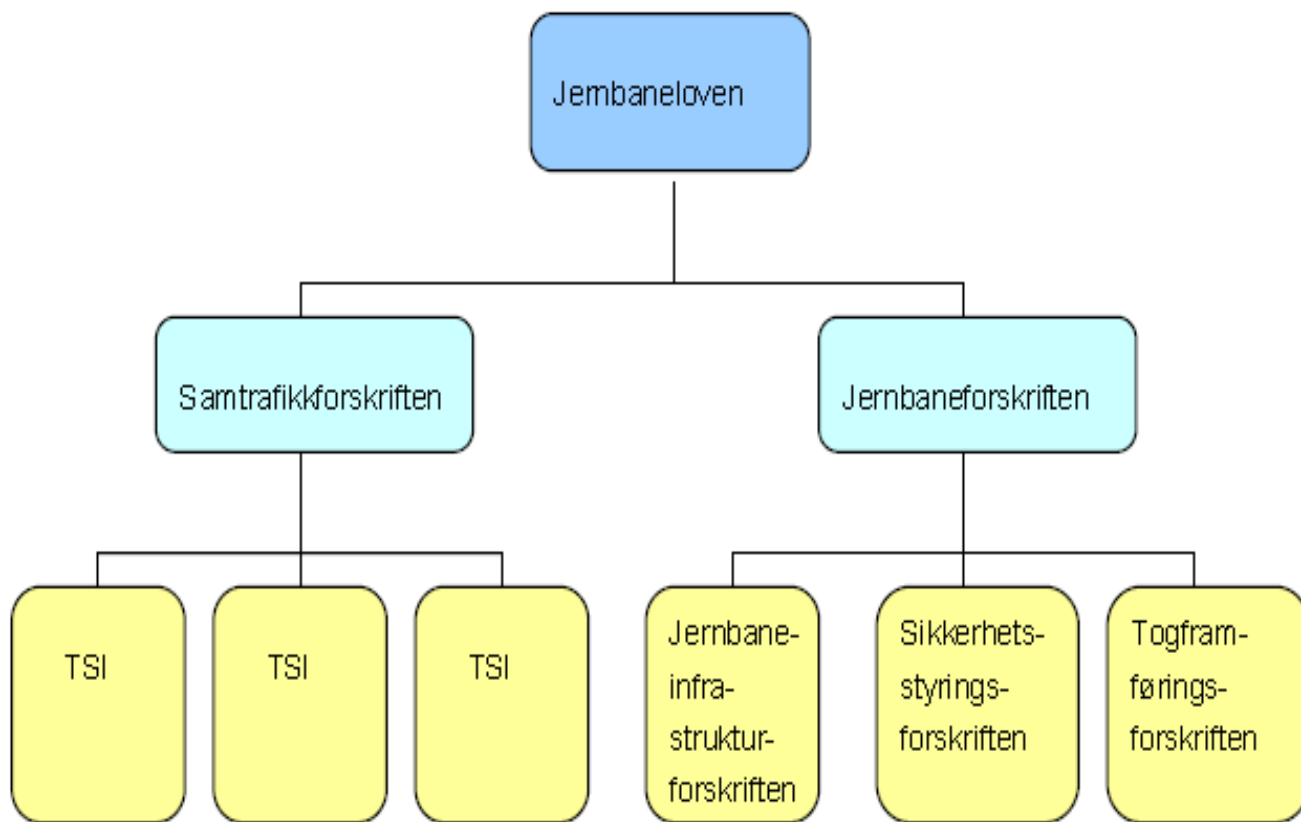 Jernbaneloven
Samtrafikkforskriften
Jernbaneforskriften
TSI
TSI
TSI
Jernbane-
infra-
struktur-
forskriften
Sikkerhets-
styrings-
forskriften
Togfram-
førings-
forskriften